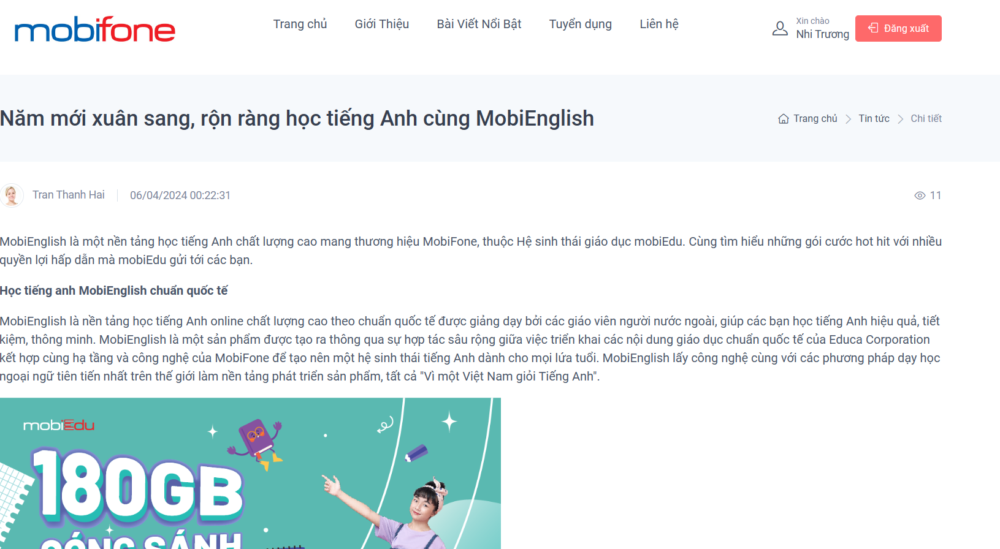 mobifone
Trang chủ
Giới Thiệu
Bài Viết Nổi Bật
Tuyển dụng
Liên hệ
Xin chào
Nhi Trương
Đăng xuất
Năm mới xuân sang, rộn ràng học tiếng Anh cùng MobiEnglish
Trang chủ
Tin tức
Chi tiết
Tran Thanh Hai
06/04/2024 00:22:31
11
MobiEnglish là một nền tảng học tiếng Anh chất lượng cao mang thương hiệu MobiFone, thuộc Hệ sinh thái giáo dục mobiEdu. Cùng tìm hiểu những gói cước hot hit với nhiều
quyền lợi hấp dẫn mà mobiEdu gửi tới các bạn.
Học tiếng anh MobiEnglish chuẩn quốc tế
MobiEnglish là nền tảng học tiếng Anh online chất lượng cao theo chuẩn quốc tế được giảng dạy bởi các giáo viên người nước ngoài, giúp các bạn học tiếng Anh hiệu quả, tiết
kiệm, thông minh. MobiEnglish là một sản phẩm được tạo ra thông qua sự hợp tác sâu rộng giữa việc triển khai các nội dung giáo dục chuẩn quốc tế của Educa Corporation
kết hợp cùng hạ tầng và công nghệ của MobiFone để tạo nên một hệ sinh thái tiếng Anh dành cho mọi lứa tuổi. MobiEnglish lấy công nghệ cùng với các phương pháp dạy học
ngoại ngữ tiên tiến nhất trên thế giới làm nền tảng phát triển sản phẩm, tất cả "Vì một Việt Nam giỏi Tiếng Anh".
mobiEdu
180GB
CÓNG SÁNH